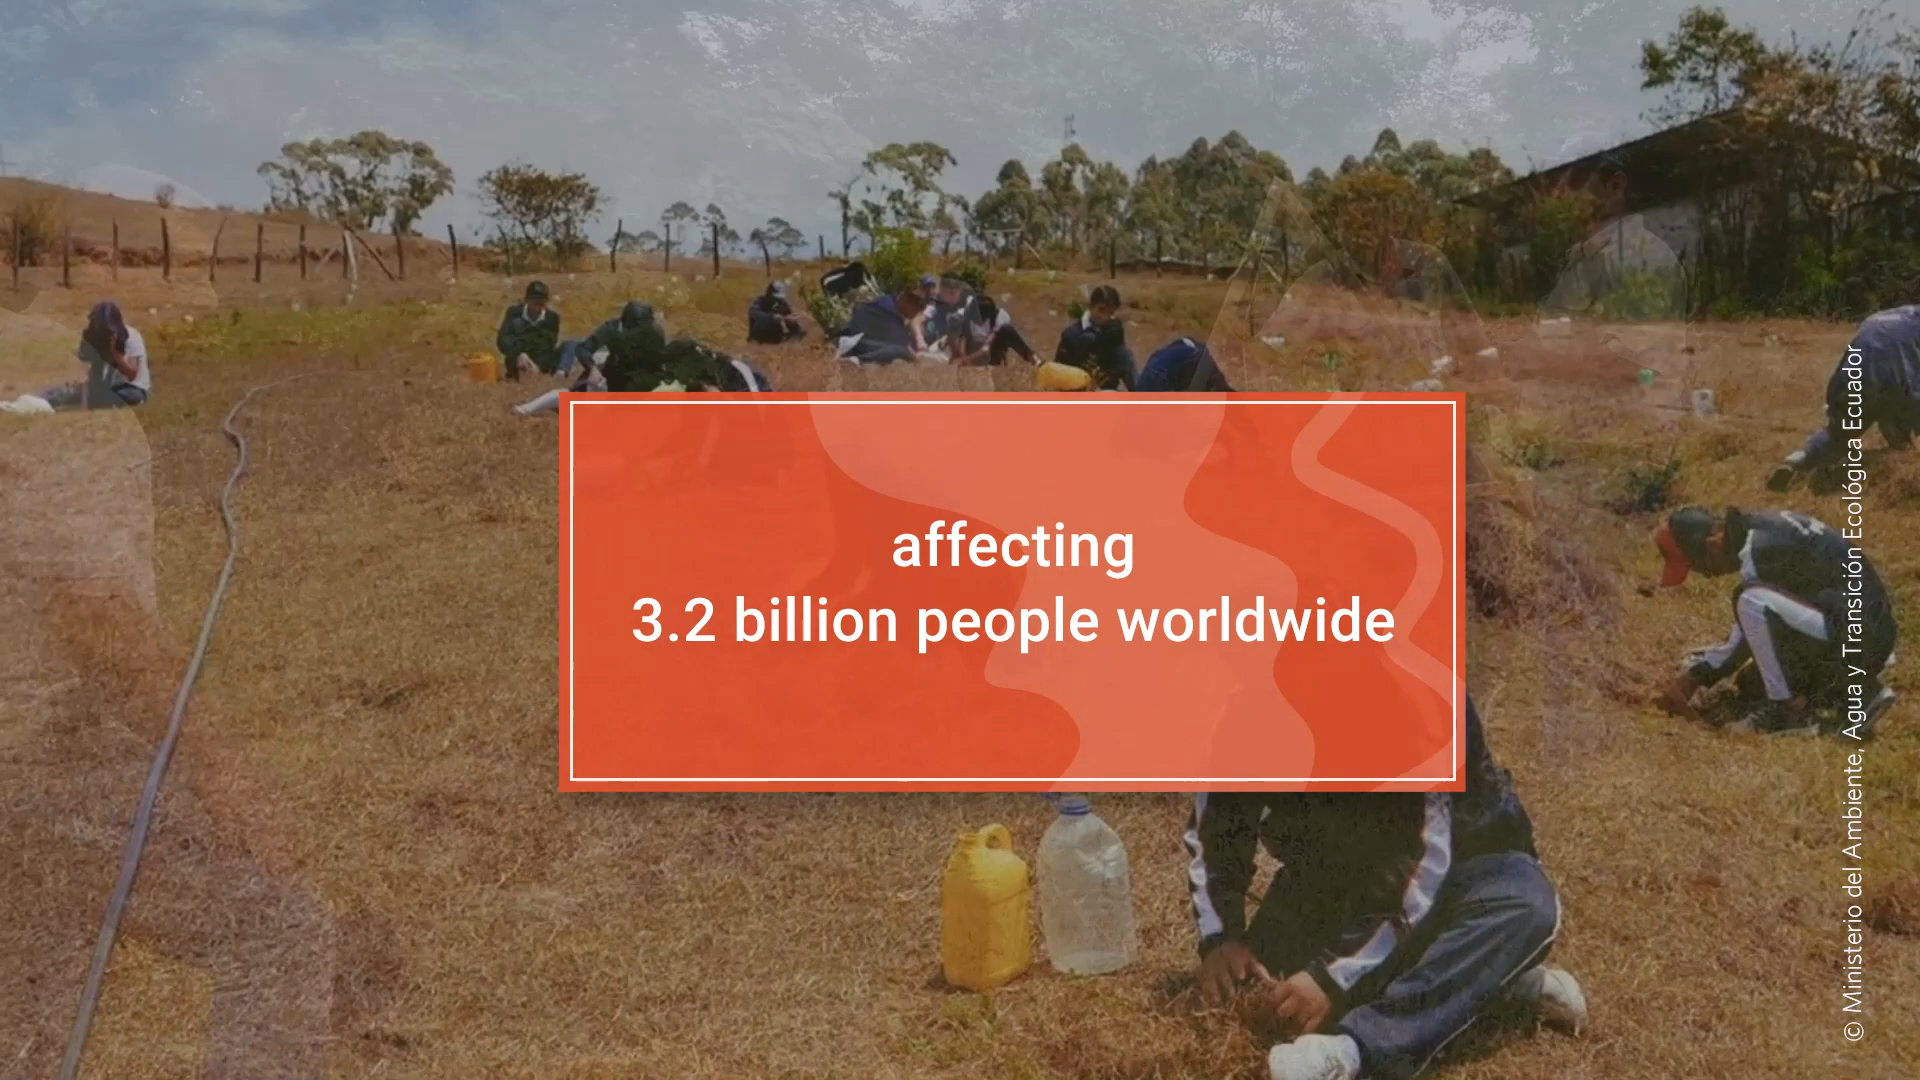 affecting
3.2 billion people worldwide
© Ministerio del Ambiente, Agua y Transición Ecológica Ecuador